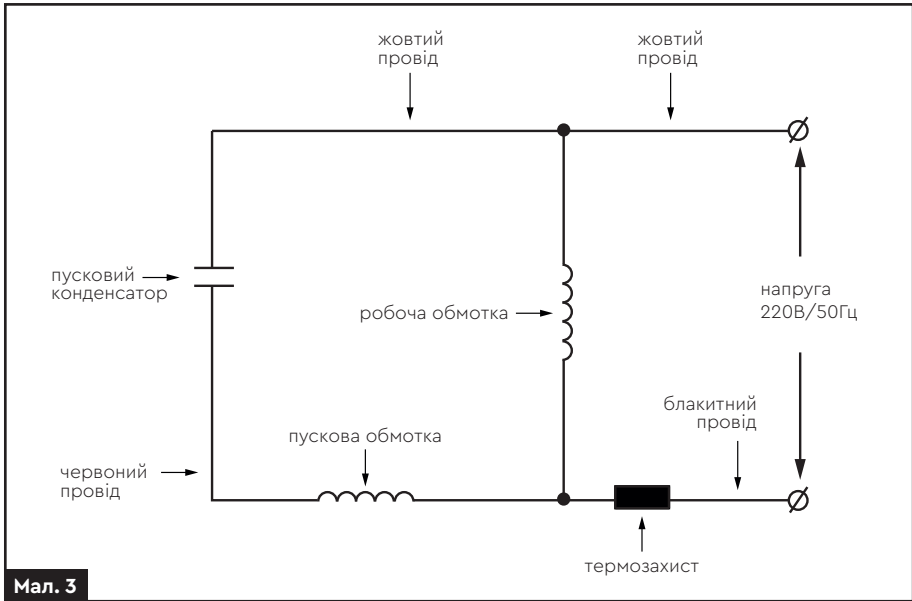 жовтий
провід
жовтий
провід
пусковий
конденсатор
робоча обмотка
напруга
220В/50Гц
блакитний
провід
пускова обмотка
червоний
провід
термозахист
Мал. 3